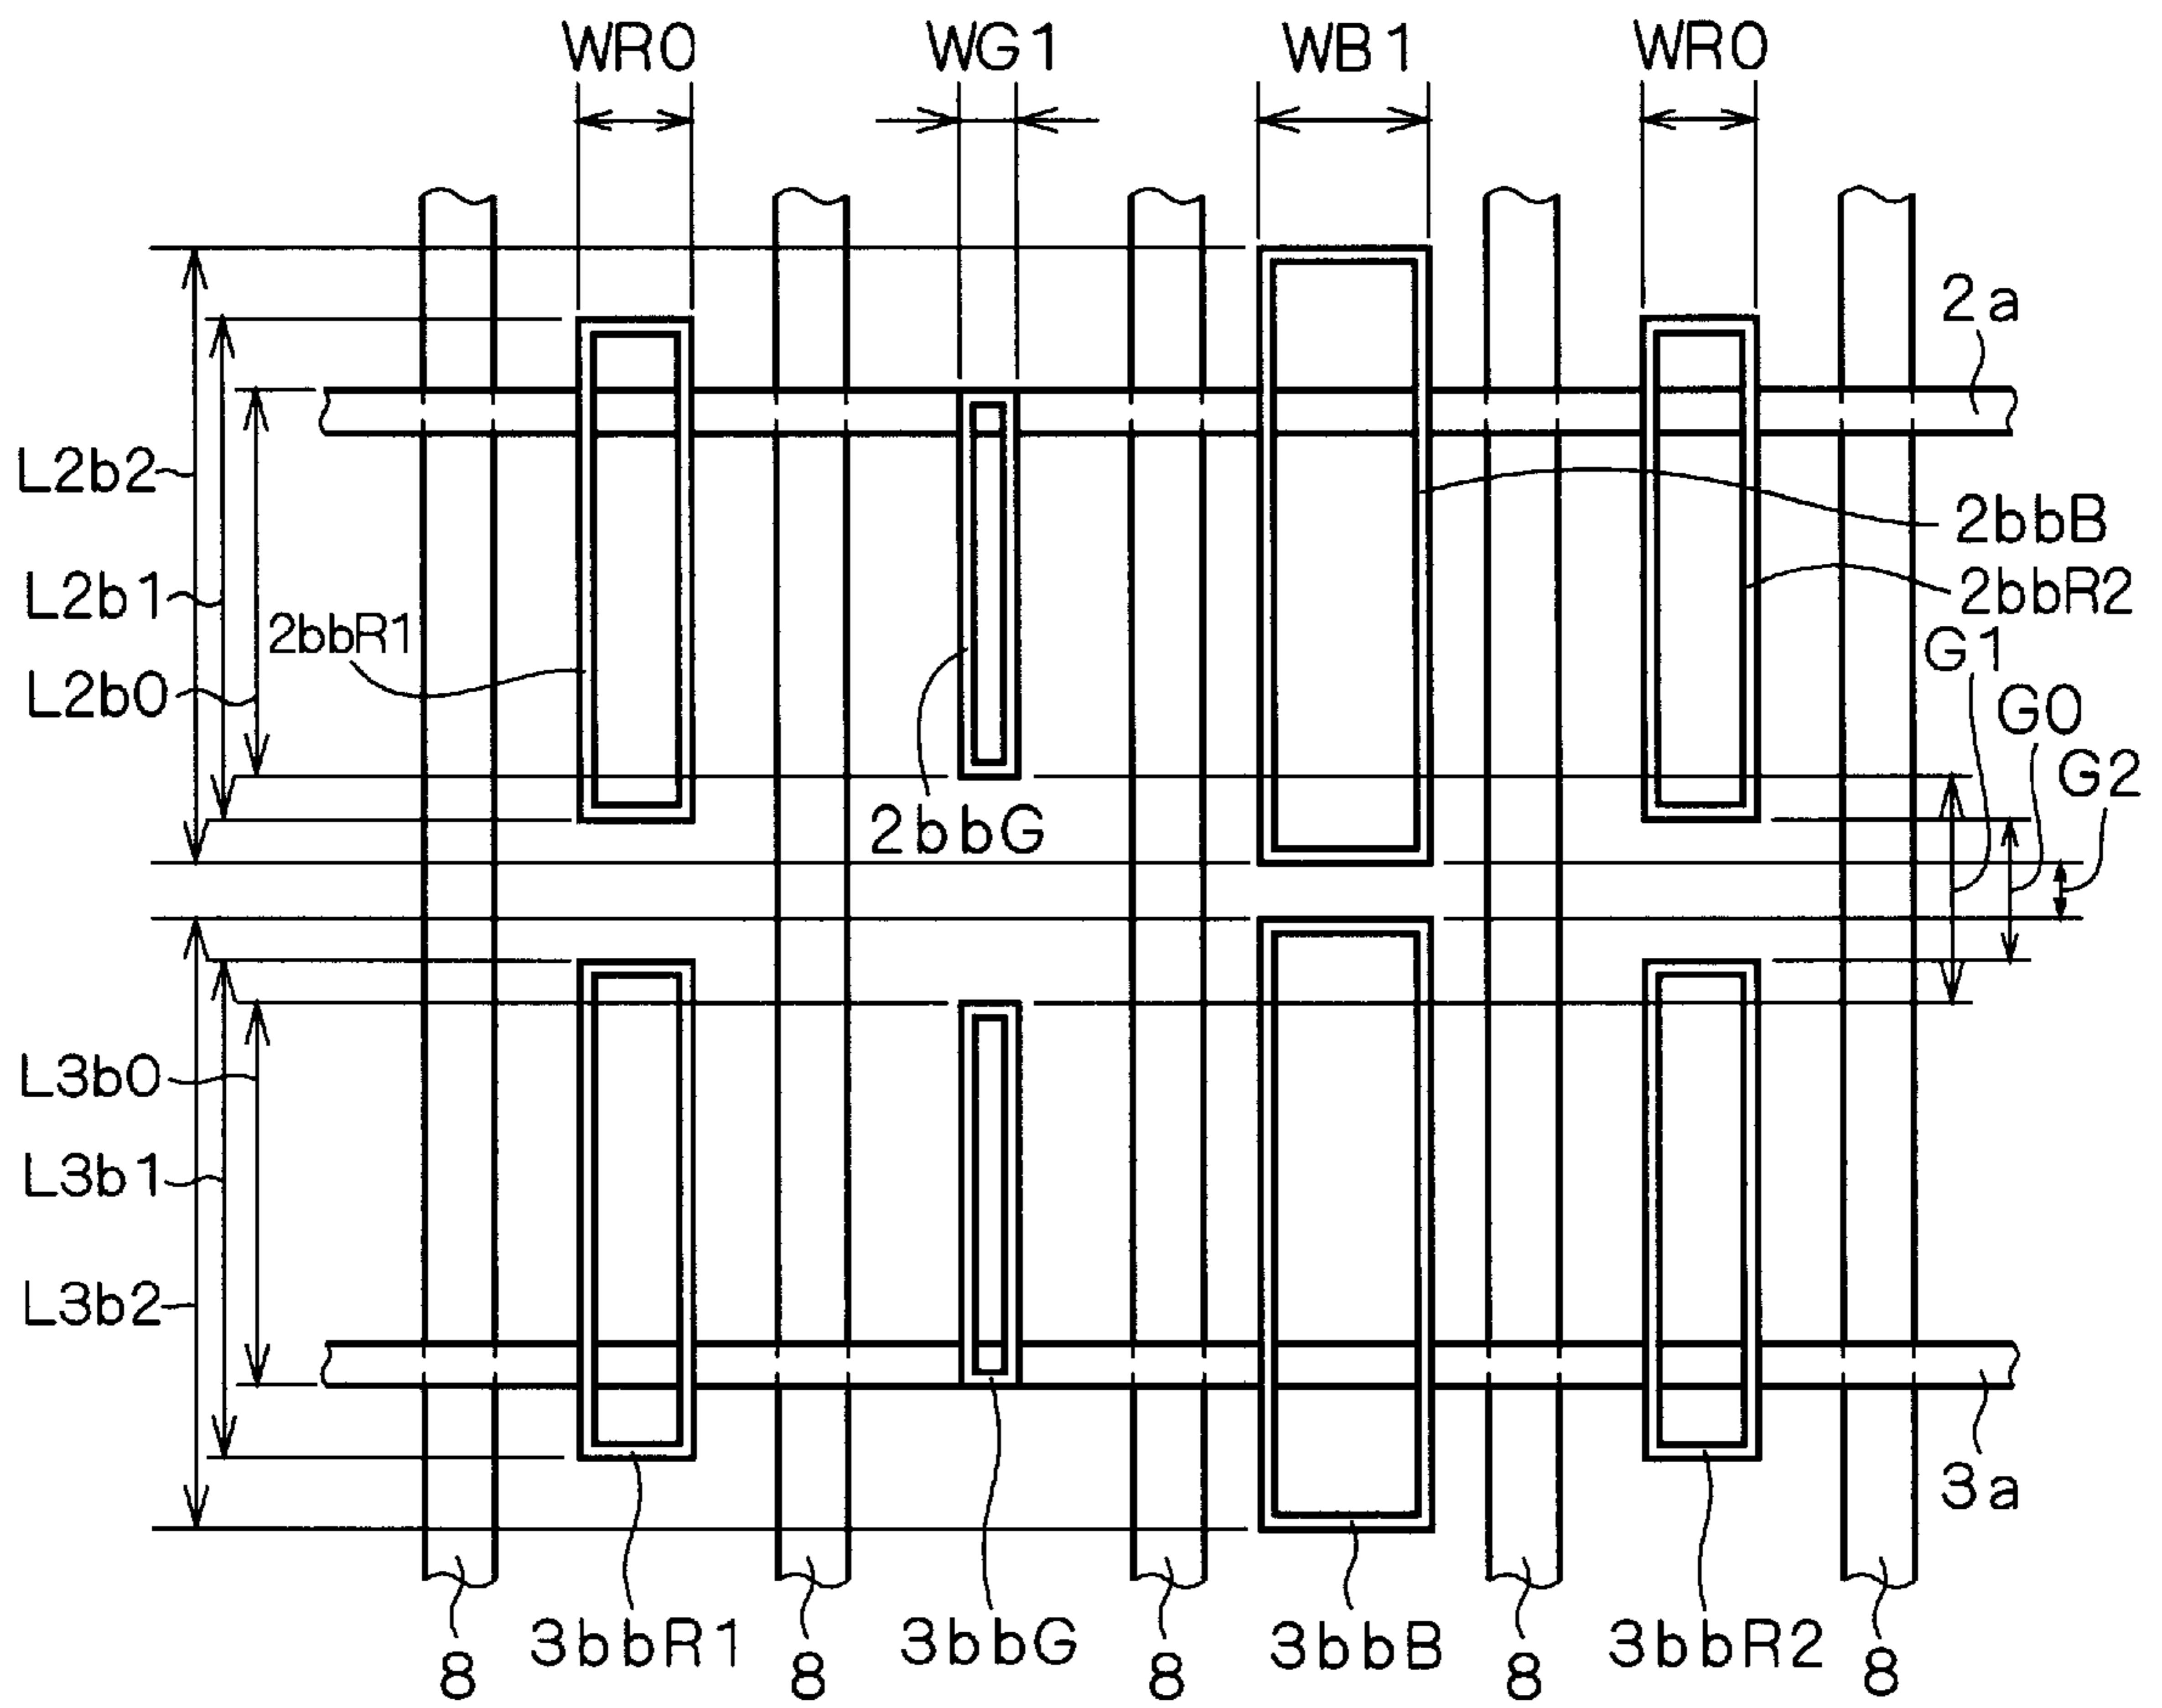 WR0 WG1 WB1 WR0
2a
L2b2
2bbB
L2b1
2bbR1
2bbR2
G1
L2b0
G0
G2
2bbG
L3b0
L3b1
L3b2
3a
3bbR1 3bbG 3bbB 3bbR2
8 8 8 8 8